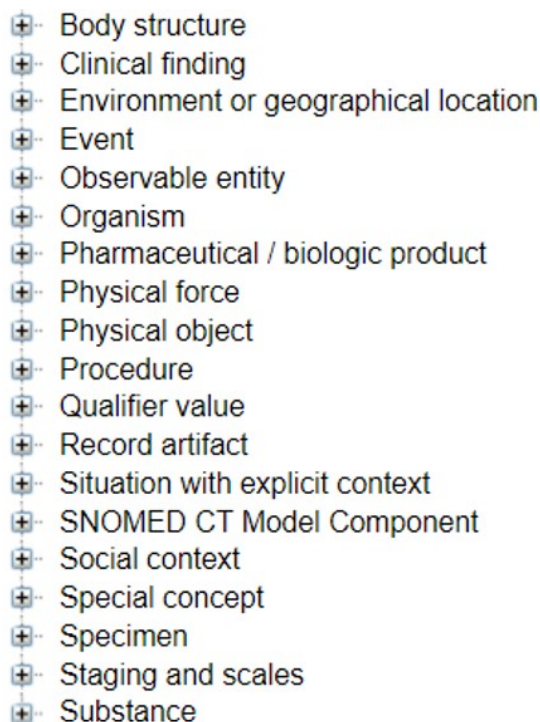 Body structure
Clinical finding
Environment or geographical location
Event
Observable entity
Organism
Pharmaceutical / biologic product
Physical force
Physical object
Procedure
Qualifier value
Record artifact
Situation with explicit context
SNOMED CT Model Component
Social context
Special concept
Specimen
Staging and scales
Substance